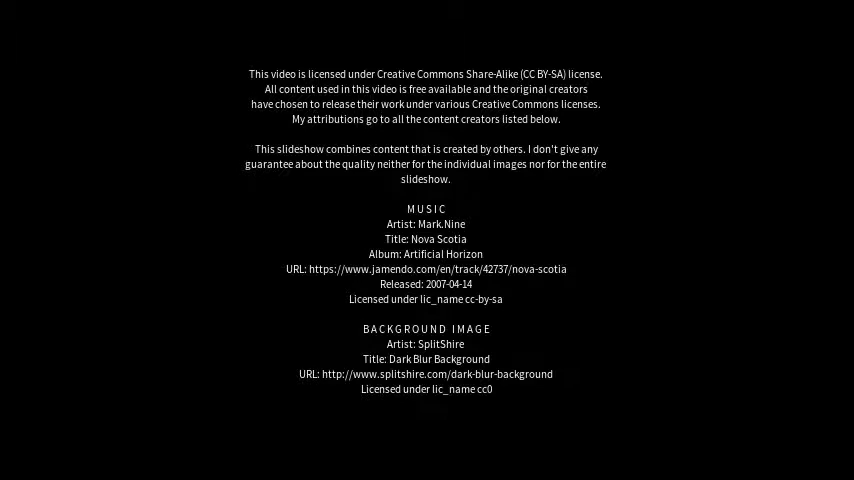 This video is licensed under Creative Commons Share-Alike (CC BY-SA) license.
All content used in this video is free available and the original creators
have chosen to release their work under various Creative Commons licenses.
My attributions go to all the content creators listed below.
This slideshow combines content that is created by others. I don't give any
guarantee about the quality neither for the individual images nor for the entire
slideshow.
MUSIC
Artist: Mark.Nine
Title: Nova Scotia
Album: Artificial Horizon
URL: https://www.jamendo.com/en/track/42737/nova-scotia
Released: 2007-04-14
Licensed under lic_name cc-by-sa
BACKGROUND IMAGE
Artist: SplitShire
Title: Dark Blur Background
URL: http://www.splitshire.com/dark-blur-background
Licensed under lic_name cc0